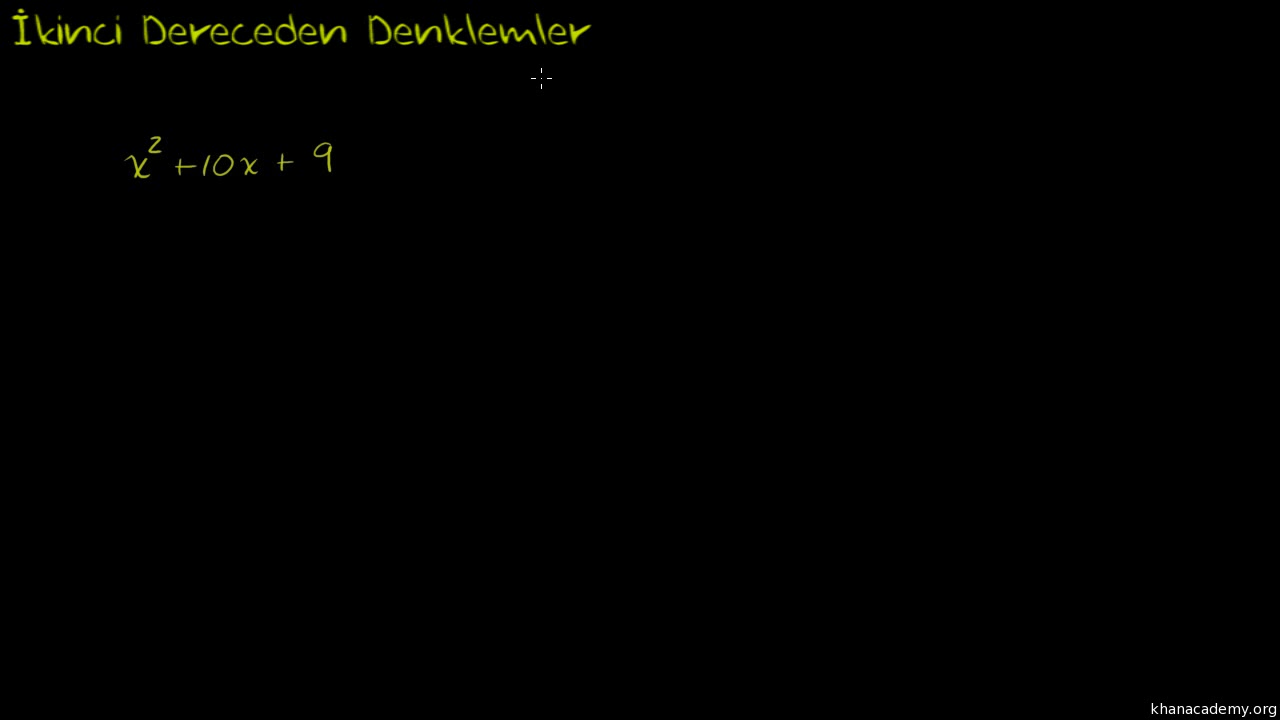 İkinci Dereceden Denklemler
x² + 10x + 9
khanacademy.org